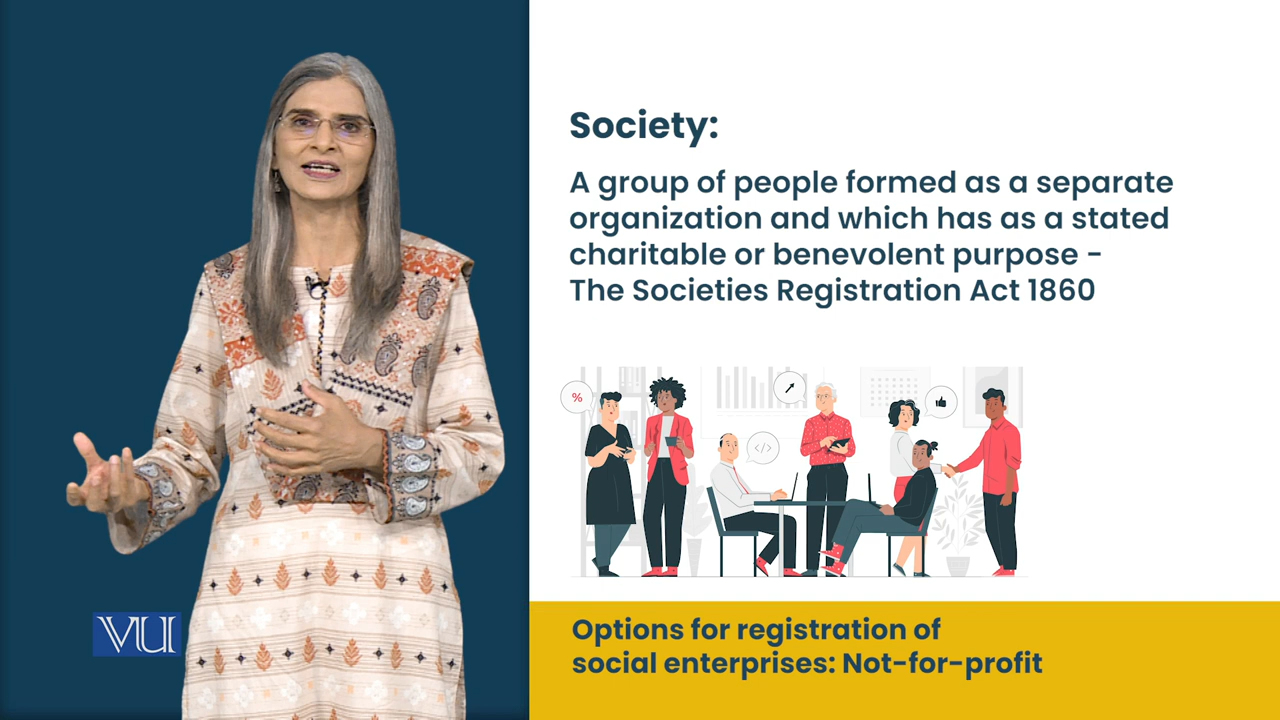 Society:
A group of people formed as a separate
organization and which has as a stated
charitable or benevolent purpose -
The Societies Registration Act 1860
%
</>
VU
Options for registration of
social enterprises: Not-for-profit